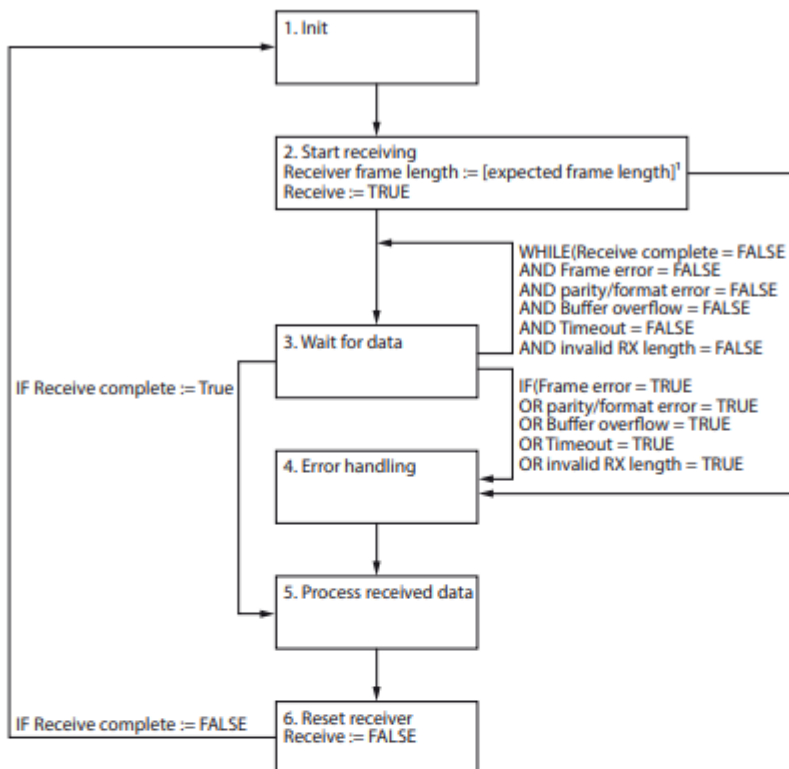 1. Init
2. Start receiving
Receiver frame length := [expected frame length]¹
Receive := TRUE
WHILE(Receive complete = FALSE
AND Frame error = FALSE
AND parity/format error = FALSE
AND Buffer overflow = FALSE
AND Timeout = FALSE
AND invalid RX length = FALSE
3. Wait for data
IF Receive complete := True
IF(Frame error = TRUE
OR parity/format error = TRUE
OR Buffer overflow = TRUE
OR Timeout = TRUE
OR invalid RX length = TRUE
4. Error handling
5. Process received data
IF Receive complete := FALSE
6. Reset receiver
Receive := FALSE